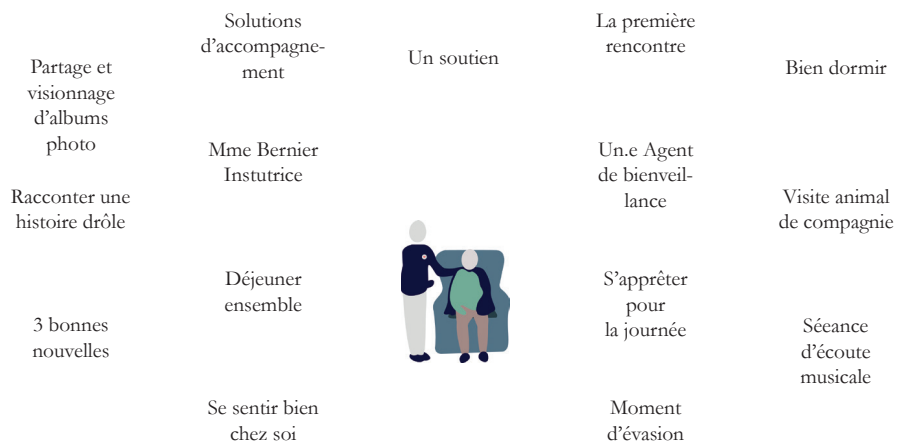 Partage et
visionnage
d’albums
photo
Racconter une
histoire drôle
3 bonnes
nouvelles
Solutions
d’accompagne-
ment
Mme Bernier
Instutrice
Déjeuner
ensemble
Se sentir bien
chez soi
Un soutien
La première
rencontre
Un.e Agent
de bienveil-
lance
S’apprêter
pour
la journée
Moment
d’évasion
Bien dormir
Visite animal
de compagnie
Séeance
d’écoute
musicale